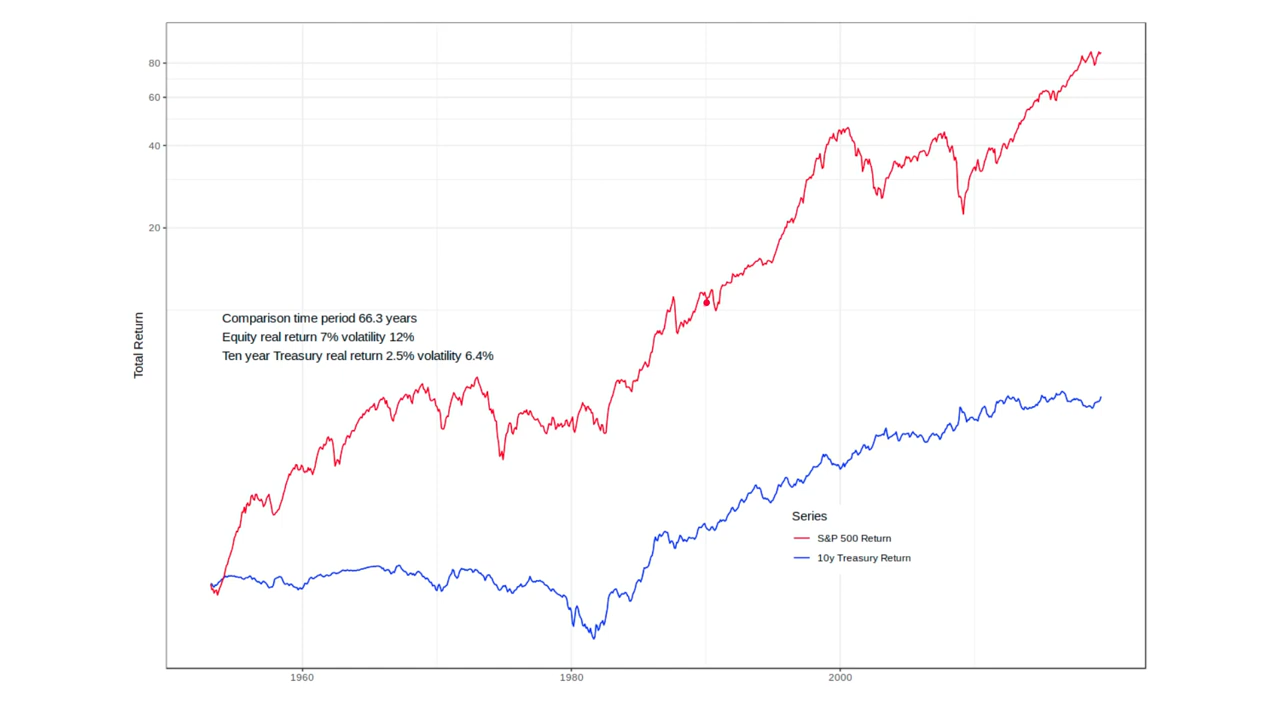 80
60
40
20
Total Return
Comparison time period 66.3 years
Equity real return 7% volatility 12%
Ten year Treasury real return 2.5% volatility 6.4%
Series
S&P 500 Return
10y Treasury Return
1960
1980
2000